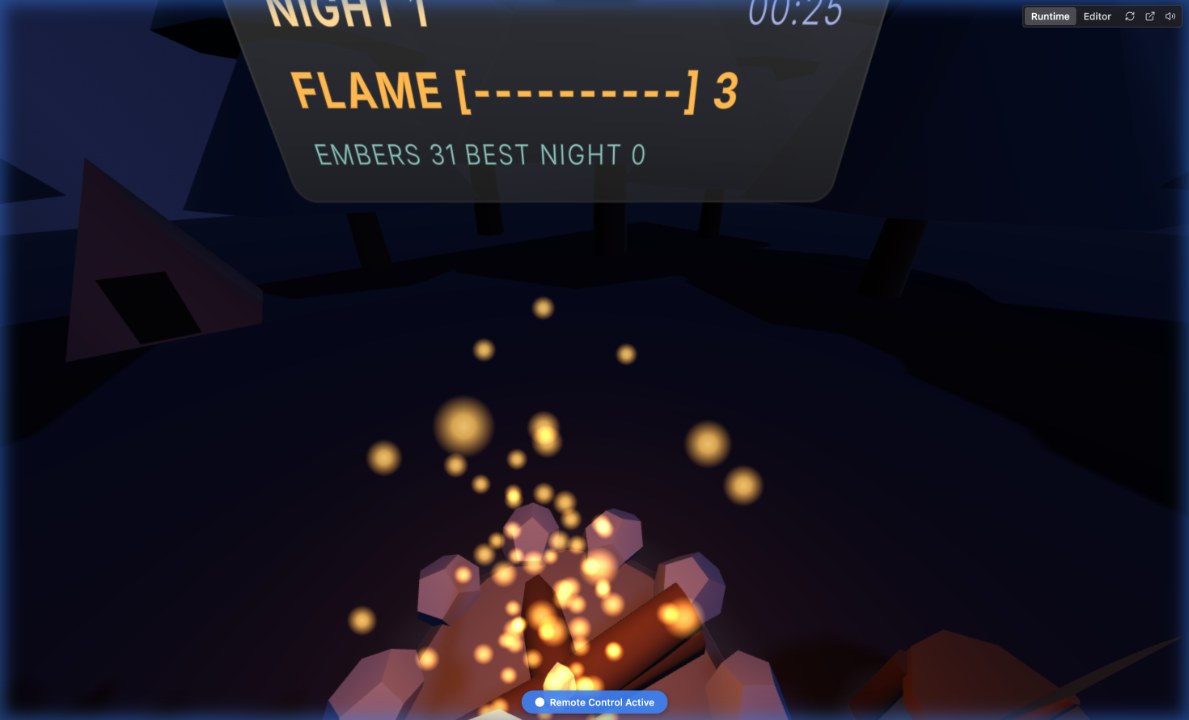 Runtime Editor
NIGHT 1 00:25
FLAME [----------] 3
EMBERS 31 BEST NIGHT 0
Remote Control Active